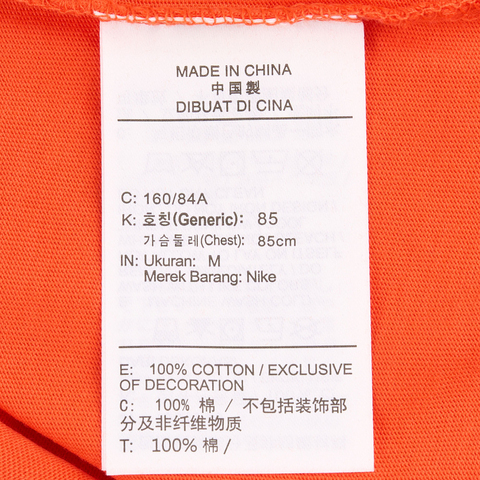 MADE IN CHINA
中国製
DIBUAT DI CINA
C: 160/84A
K: 호칭(Generic): 85
가슴둘레(Chest): 85cm
IN: Ukuran: M
Merek Barang: Nike
E: 100% COTTON / EXCLUSIVE
OF DECORATION
C: 100% 棉 / 不包括装饰部
分及非纤维物质
T: 100% 棉 /